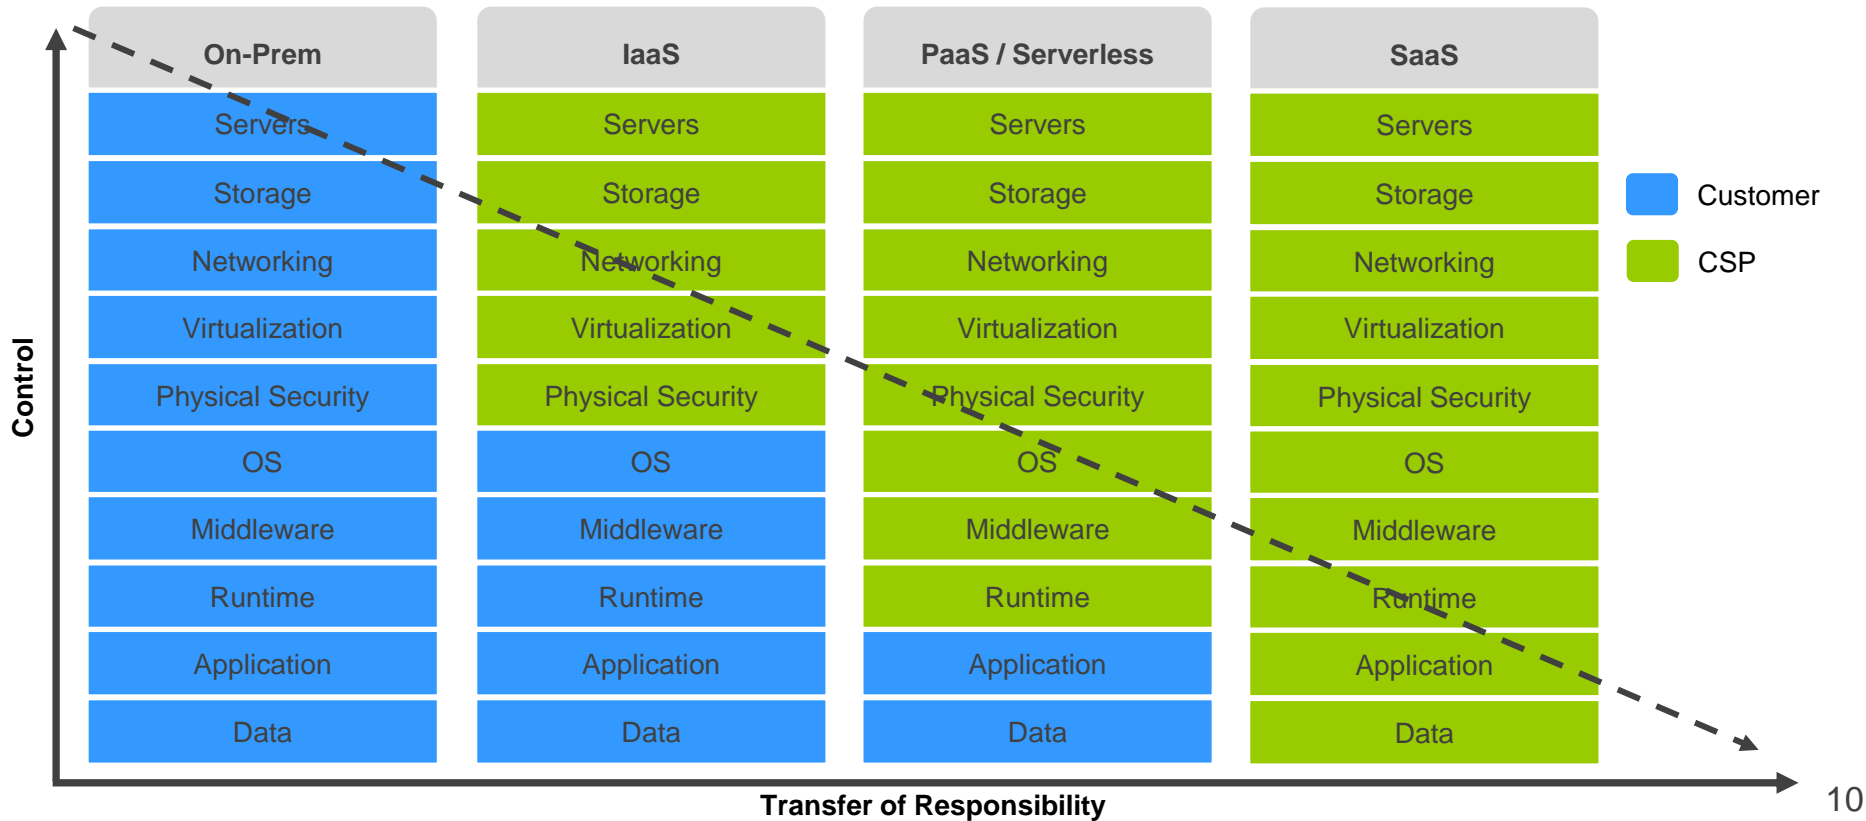 On-Prem
IaaS
PaaS / Serverless
SaaS
Servers
Servers
Servers
Servers
Storage
Storage
Storage
Storage
Customer
Networking
Networking
Networking
Networking
CSP
Virtualization
Virtualization
Virtualization
Virtualization
Control
Physical Security
Physical Security
Physical Security
Physical Security
OS
OS
OS
OS
Middleware
Middleware
Middleware
Middleware
Runtime
Runtime
Runtime
Runtime
Application
Application
Application
Application
Data
Data
Data
Data
Transfer of Responsibility
10